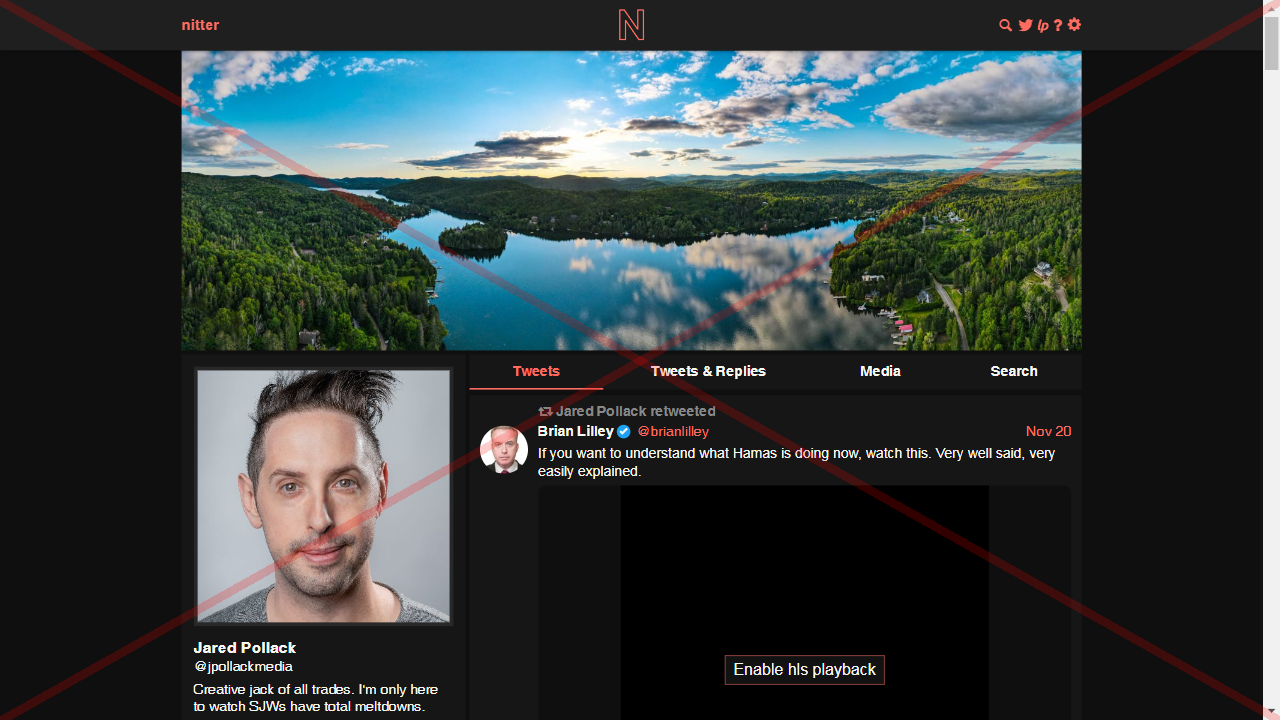 nitter
N
lp ?
Tweets
Tweets & Replies
Media
Search
Jared Pollack retweeted
Brian Lilley @brianlilley
Nov 20
If you want to understand what Hamas is doing now, watch this. Very well said, very
easily explained.
Enable hls playback
Jared Pollack
@jpollackmedia
Creative jack of all trades. I'm only here
to watch SJWs have total meltdowns.